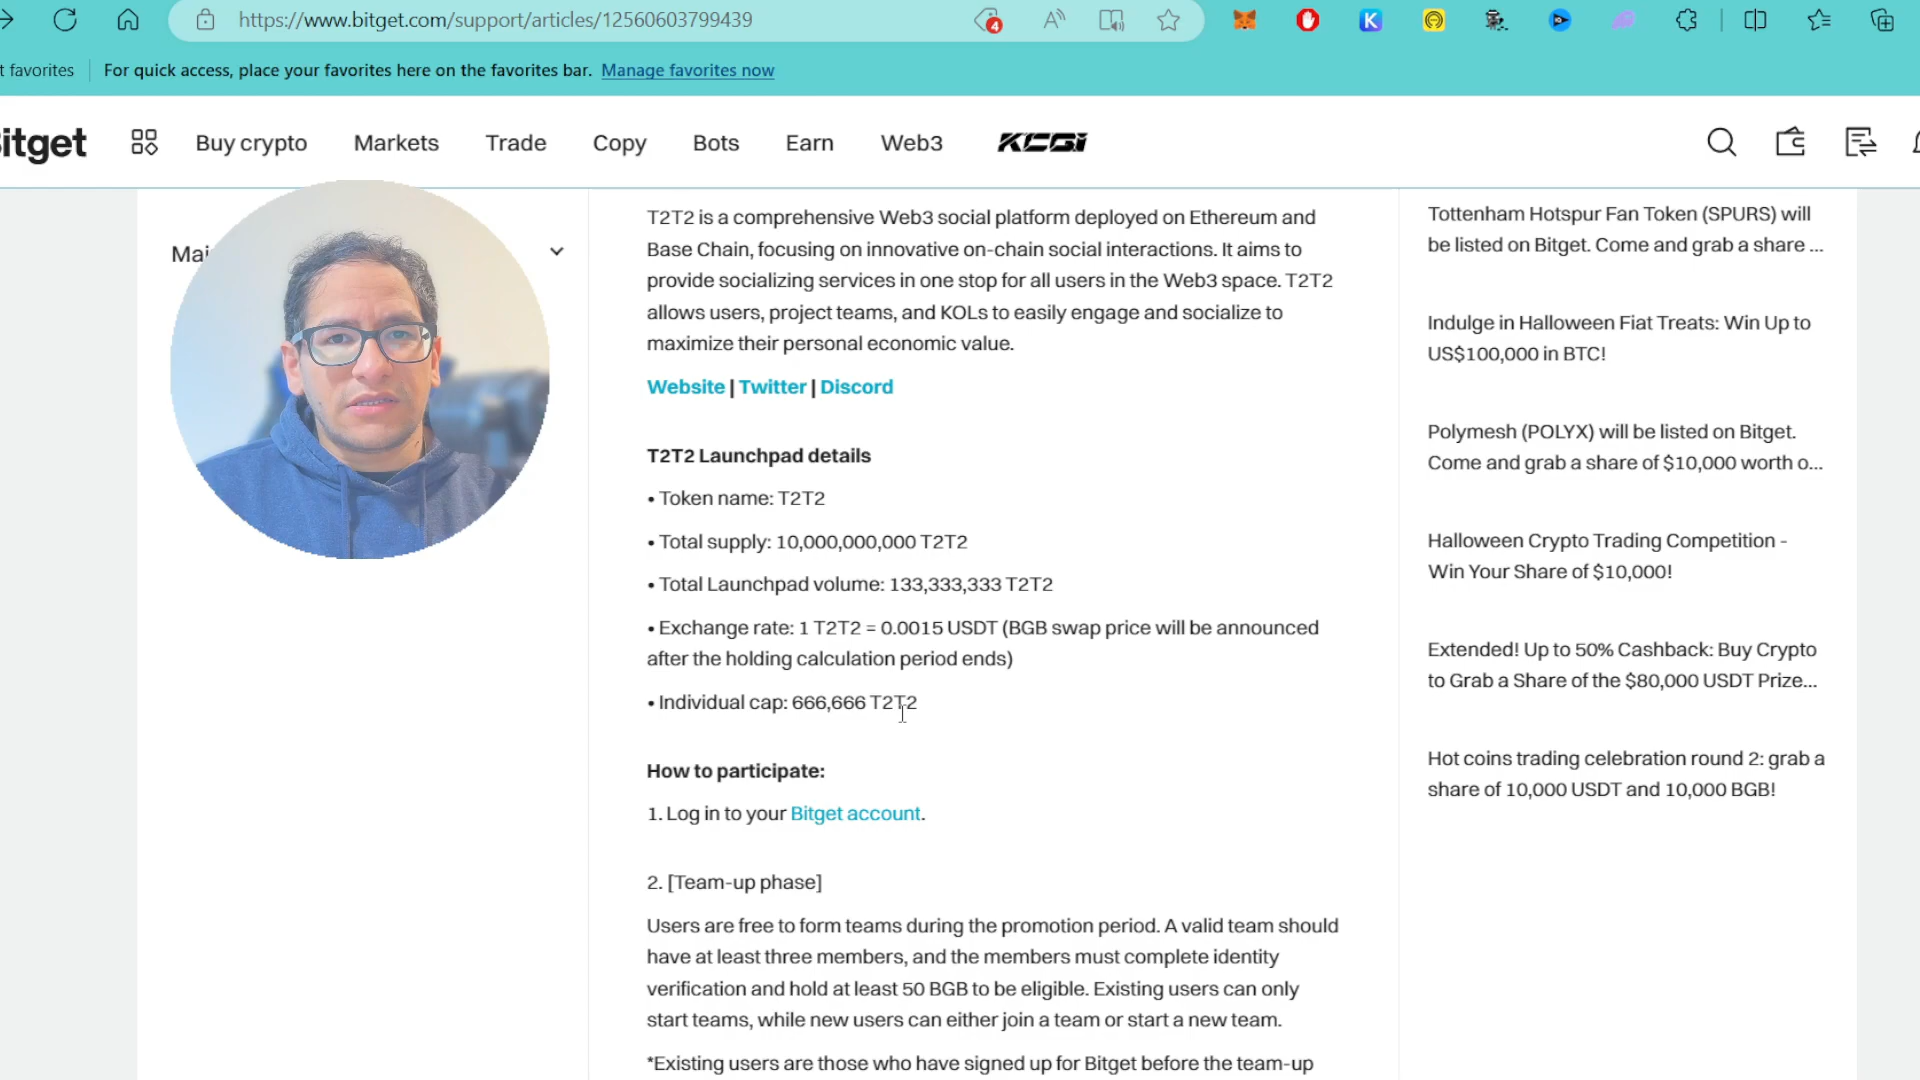 https://www.bitget.com/support/articles/12560603799439
4
K
t favorites
For quick access, place your favorites here on the favorites bar. Manage favorites now
itget
Buy crypto Markets Trade Copy Bots Earn Web3 KCGI
Mai
T2T2 is a comprehensive Web3 social platform deployed on Ethereum and
Base Chain, focusing on innovative on-chain social interactions. It aims to
provide socializing services in one stop for all users in the Web3 space. T2T2
allows users, project teams, and KOLs to easily engage and socialize to
maximize their personal economic value.
Website | Twitter | Discord
T2T2 Launchpad details
• Token name: T2T2
• Total supply: 10,000,000,000 T2T2
• Total Launchpad volume: 133,333,333 T2T2
• Exchange rate: 1 T2T2 = 0.0015 USDT (BGB swap price will be announced
after the holding calculation period ends)
• Individual cap: 666,666 T2T2
How to participate:
1. Log in to your Bitget account.
2. [Team-up phase]
Users are free to form teams during the promotion period. A valid team should
have at least three members, and the members must complete identity
verification and hold at least 50 BGB to be eligible. Existing users can only
start teams, while new users can either join a team or start a new team.
*Existing users are those who have signed up for Bitget before the team-up
Tottenham Hotspur Fan Token (SPURS) will
be listed on Bitget. Come and grab a share ...
Indulge in Halloween Fiat Treats: Win Up to
US$100,000 in BTC!
Polymesh (POLYX) will be listed on Bitget.
Come and grab a share of $10,000 worth o...
Halloween Crypto Trading Competition -
Win Your Share of $10,000!
Extended! Up to 50% Cashback: Buy Crypto
to Grab a Share of the $80,000 USDT Prize...
Hot coins trading celebration round 2: grab a
share of 10,000 USDT and 10,000 BGB!